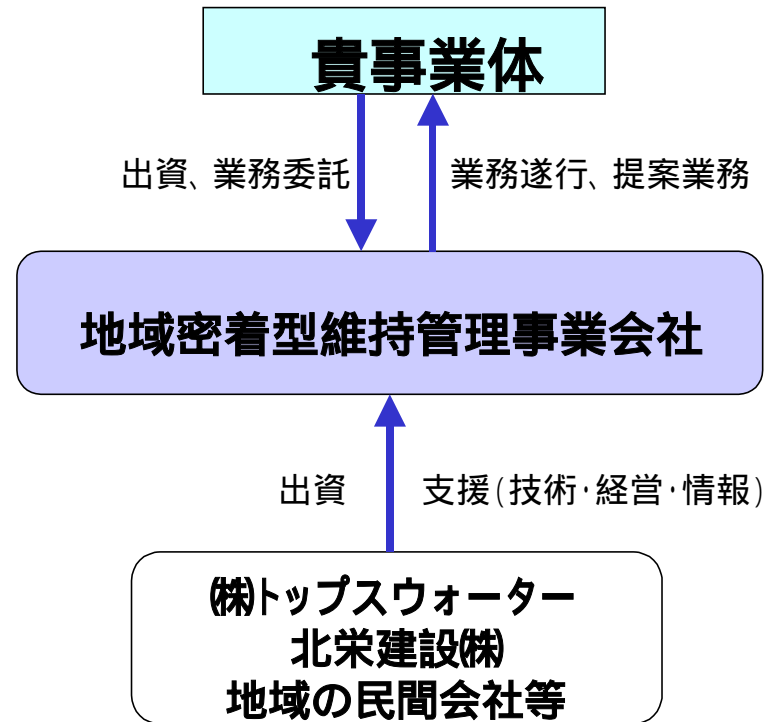 貴事業体
出資、業務委託
業務遂行、提案業務
地域密着型維持管理事業会社
出資
支援(技術・経営・情報)
㈱トップスウォーター
北栄建設㈱
地域の民間会社等